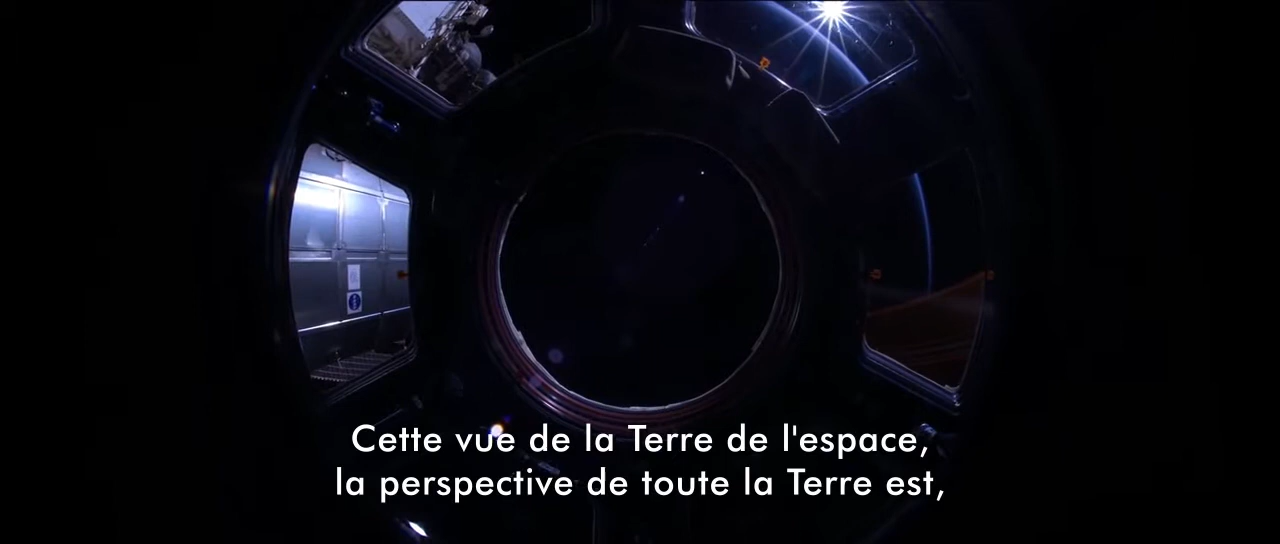 Cette vue de la Terre de l'espace,
la perspective de toute la Terre est,